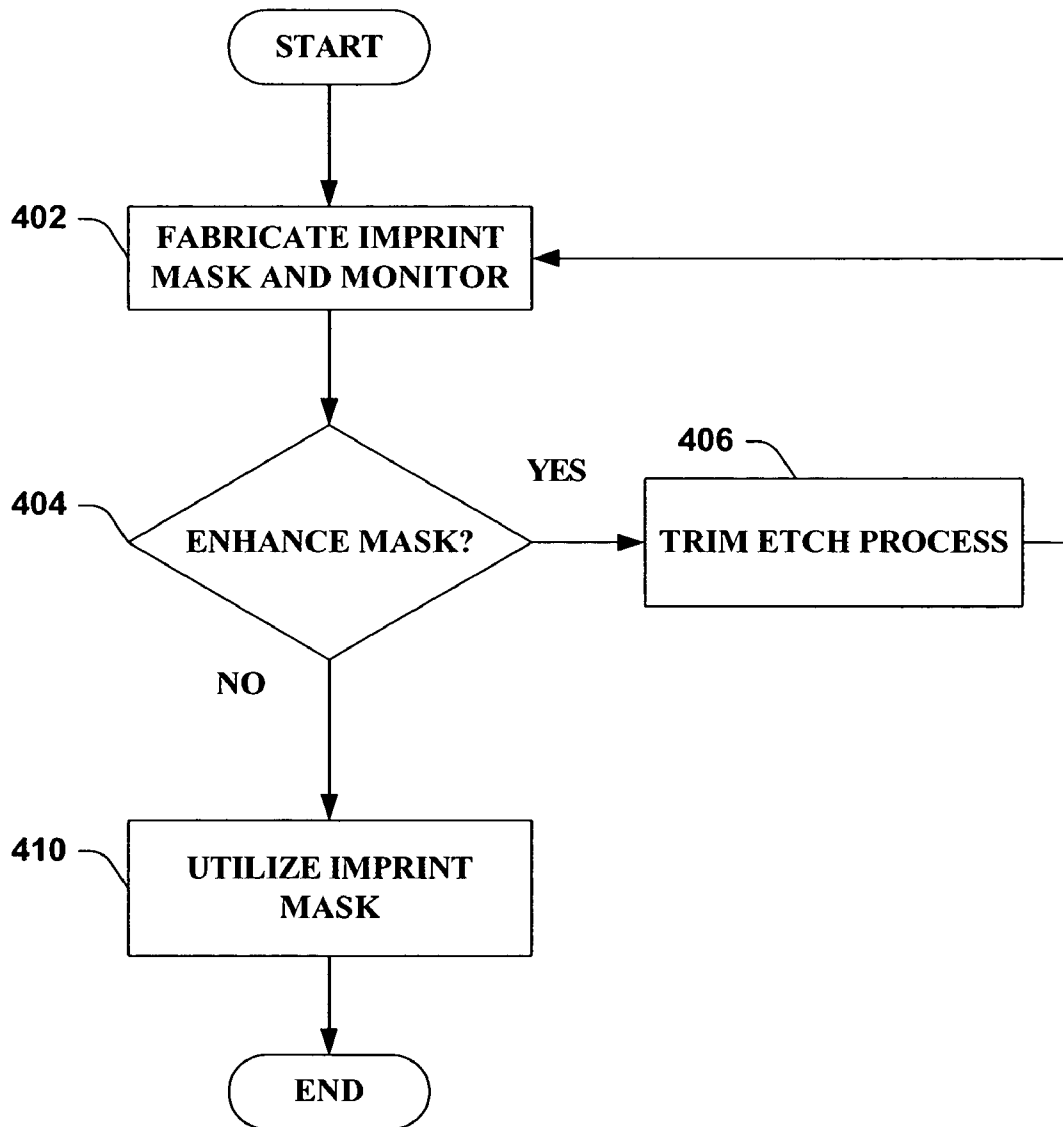 START
402
FABRICATE IMPRINT
MASK AND MONITOR
406
YES
404
ENHANCE MASK?
TRIM ETCH PROCESS
NO
410
UTILIZE IMPRINT
MASK
END